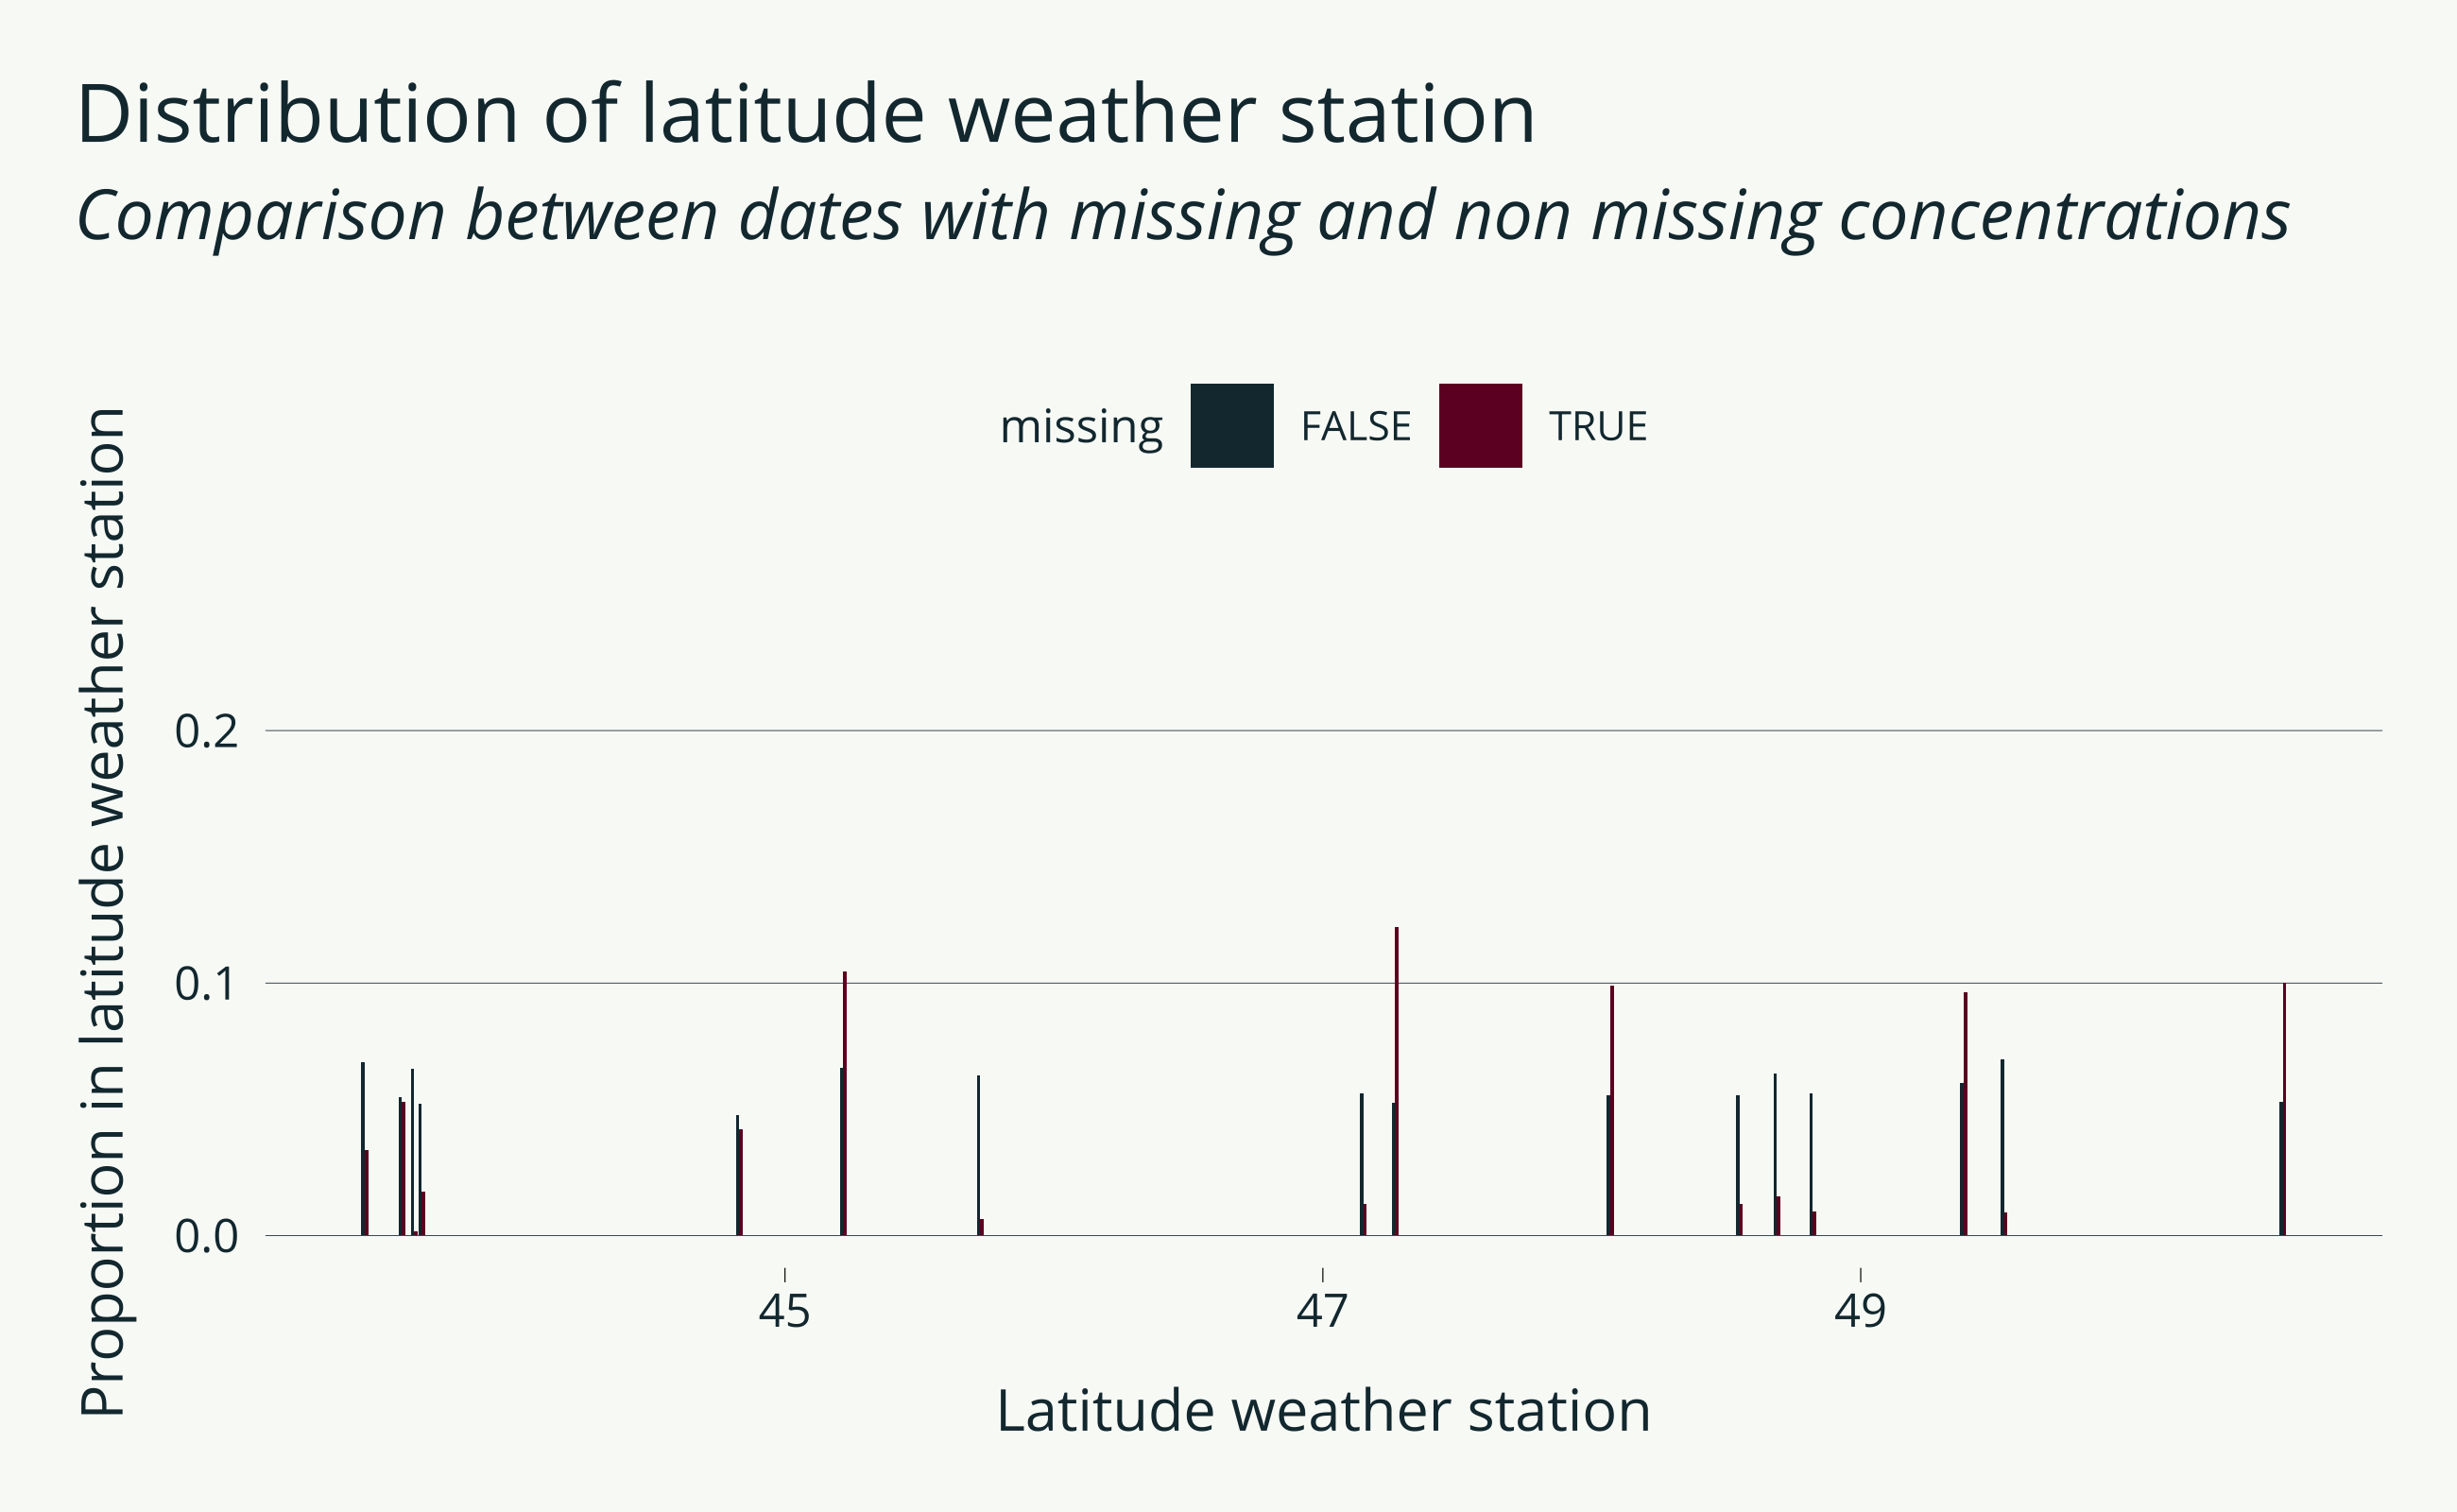 Distribution of latitude weather station
Comparison between dates with missing and non missing concentrations
missing FALSE TRUE
Proportion in latitude weather station
0.2
0.1
0.0
45 47 49
Latitude weather station